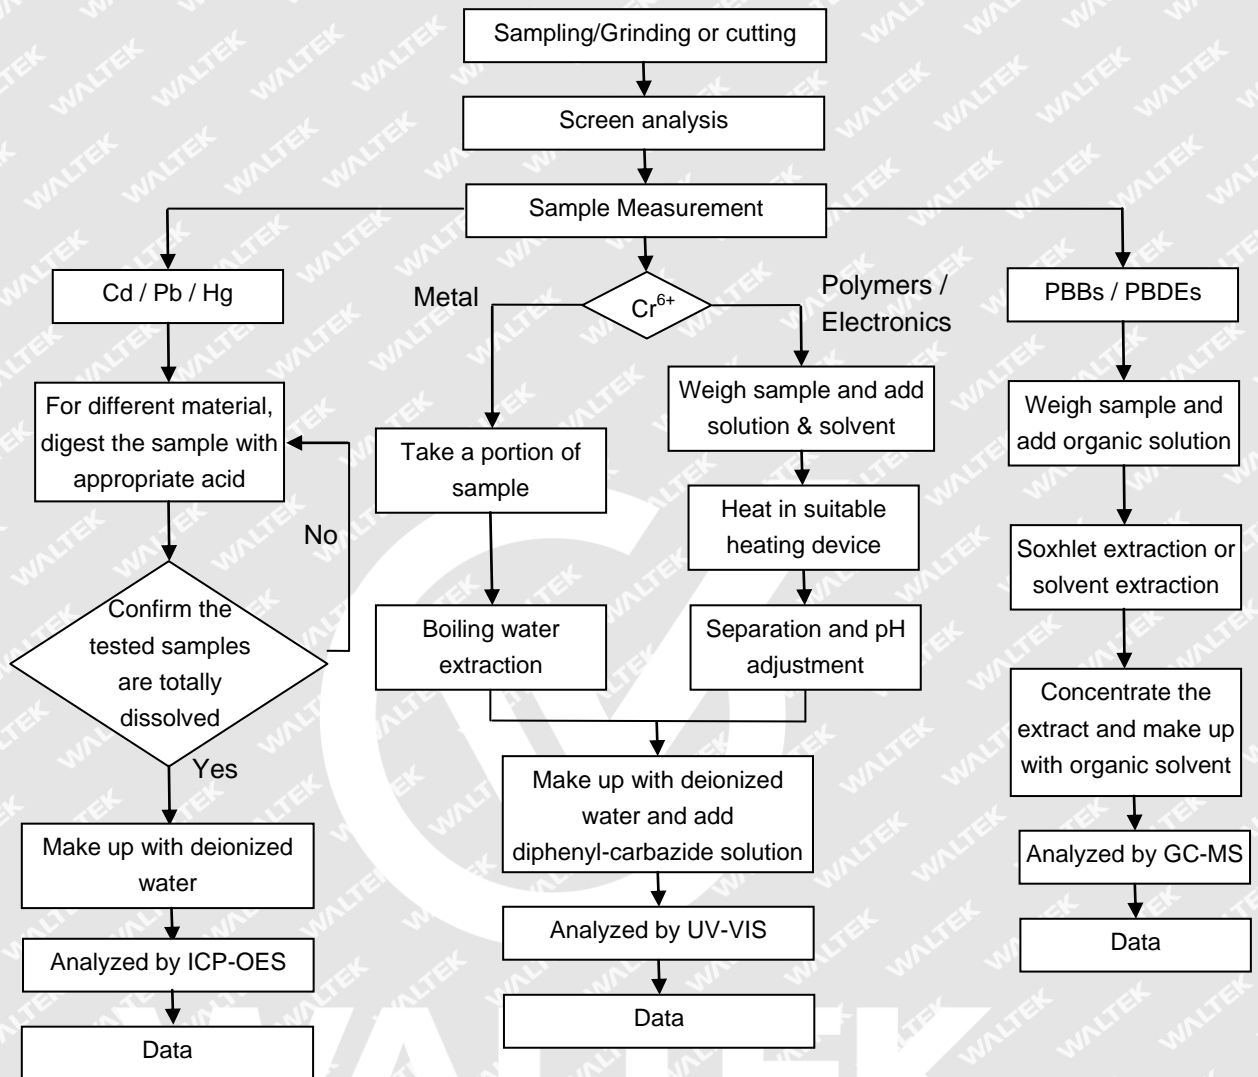 Sampling/Grinding or cutting
Screen analysis
Sample Measurement
Cd / Pb / Hg
For different material,
digest the sample with
appropriate acid
No
Confirm the
tested samples
are totally
dissolved
Yes
Make up with deionized
water
Analyzed by ICP-OES
Data
Cr6+
Metal
Take a portion of
sample
Boiling water
extraction
Polymers /
Electronics
Weigh sample and add
solution & solvent
Heat in suitable
heating device
Separation and pH
adjustment
Make up with deionized
water and add
diphenyl-carbazide solution
Analyzed by UV-VIS
Data
PBBs / PBDEs
Weigh sample and
add organic solution
Soxhlet extraction or
solvent extraction
Concentrate the
extract and make up
with organic solvent
Analyzed by GC-MS
Data
WALTEK